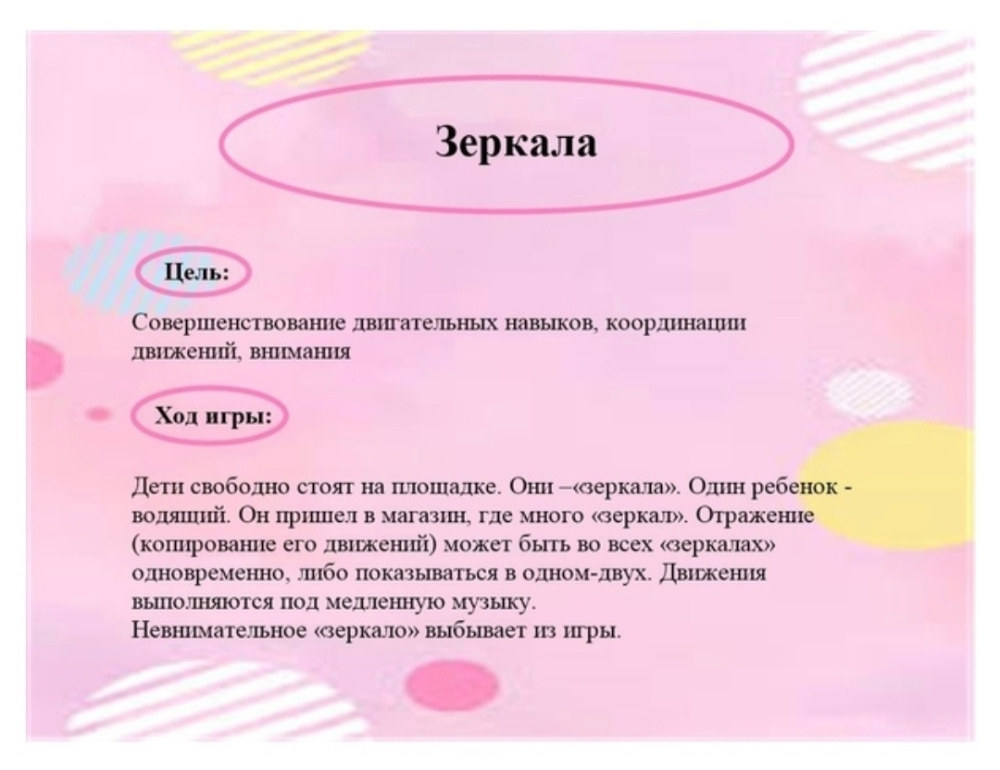 Зеркала
Цель:
Совершенствование двигательных навыков, координации
движений, внимания
Ход игры:
Дети свободно стоят на площадке. Они –«зеркала». Один ребенок -
водящий. Он пришел в магазин, где много «зеркал». Отражение
(копирование его движений) может быть во всех «зеркалах»
одновременно, либо показываться в одном-двух. Движения
выполняются под медленную музыку.
Невнимательное «зеркало» выбывает из игры.